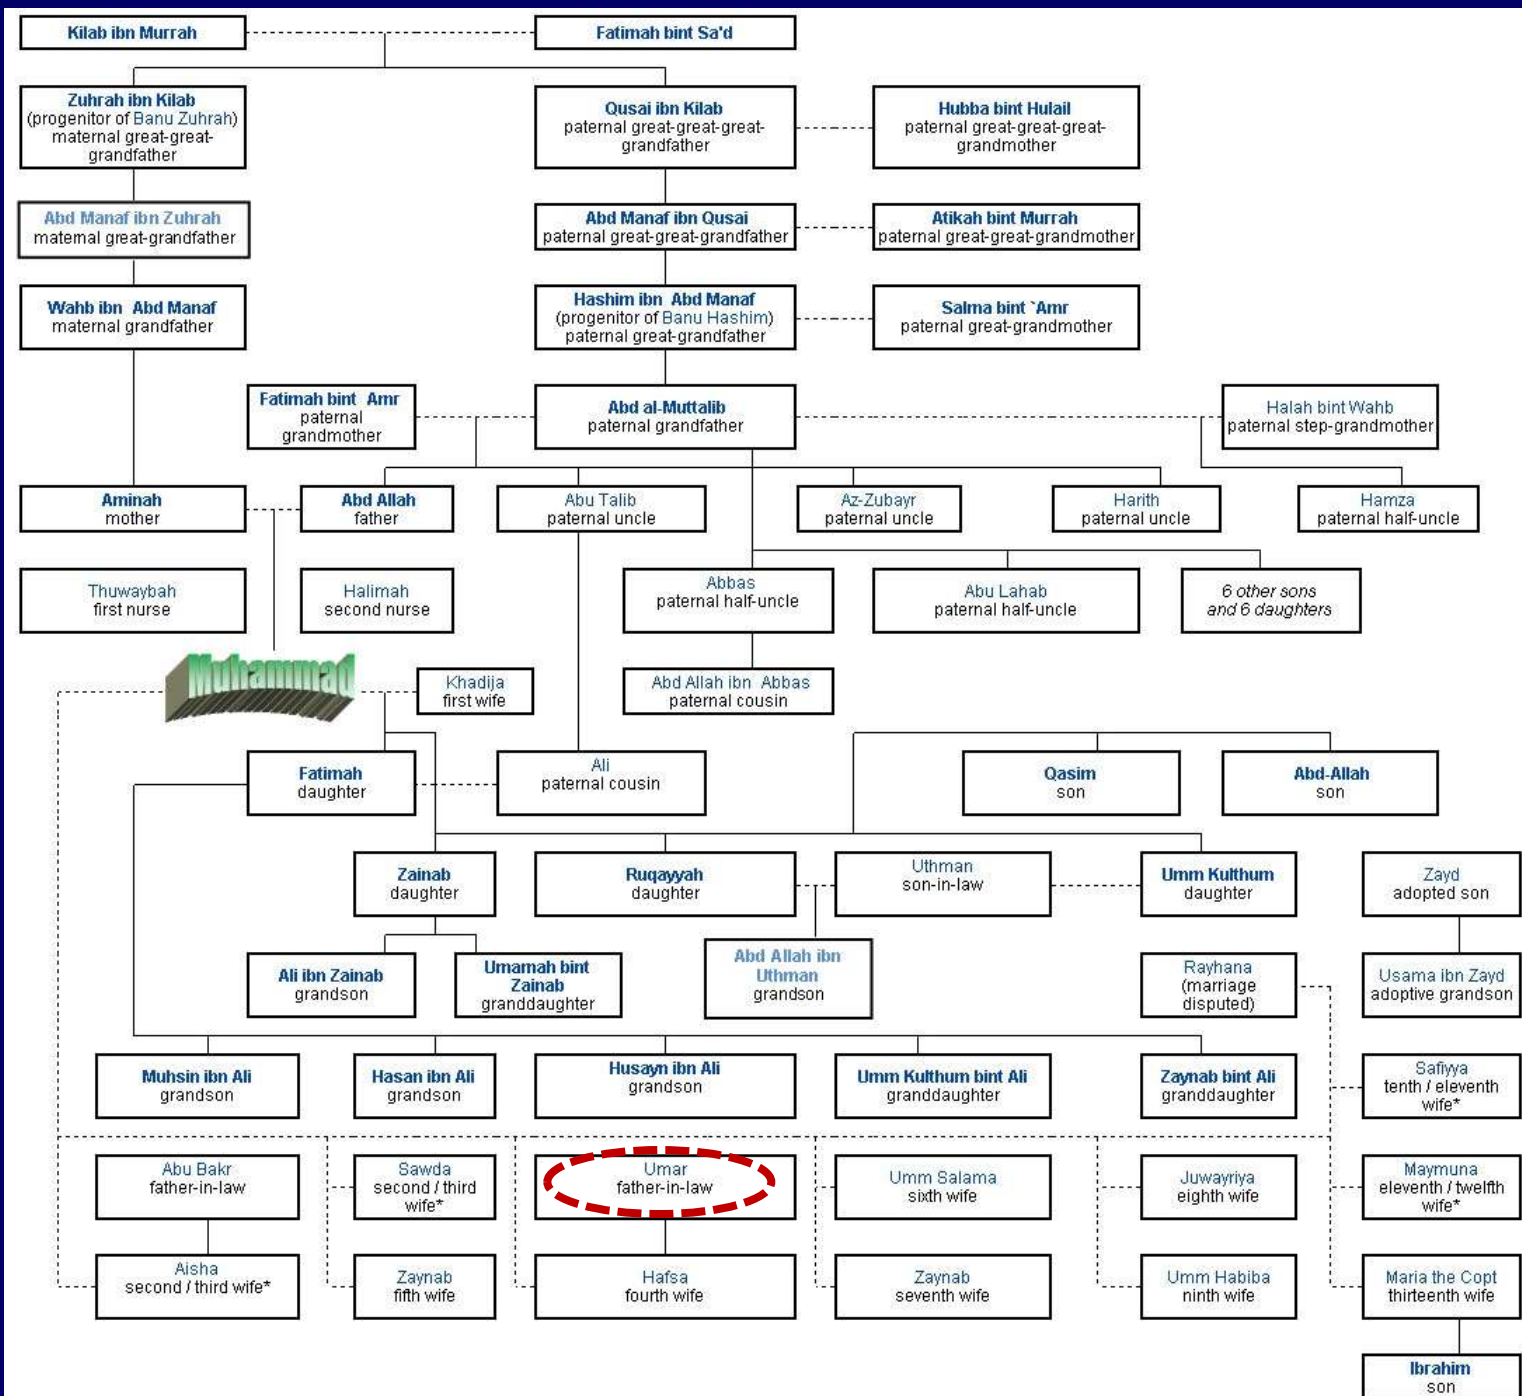 Kilab ibn Murrah
Fatimah bint Sa'd
Zuhrah ibn Kilab
(progenitor of Banu Zuhrah)
maternal great-great-
grandfather
Qusai ibn Kilab
paternal great-great-great-
grandfather
Hubba bint Hulail
paternal great-great-great-
grandmother
Abd Manaf ibn Zuhrah
maternal great-grandfather
Abd Manaf ibn Qusai
paternal great-great-grandfather
Atikah bint Murrah
paternal great-great-grandmother
Wahb ibn Abd Manaf
maternal grandfather
Hashim ibn Abd Manaf
(progenitor of Banu Hashim)
paternal great-grandfather
Salma bint `Amr
paternal great-grandmother
Fatimah bint Amr
paternal
grandmother
Abd al-Muttalib
paternal grandfather
Halah bint Wahb
paternal step-grandmother
Aminah
mother
Abd Allah
father
Abu Talib
paternal uncle
Az-Zubayr
paternal uncle
Harith
paternal uncle
Hamza
paternal half-uncle
Thuwaybah
first nurse
Halimah
second nurse
Abbas
paternal half-uncle
Abu Lahab
paternal half-uncle
6 other sons
and 6 daughters
Muhammad
Khadija
first wife
Abd Allah ibn Abbas
paternal cousin
Fatimah
daughter
Ali
paternal cousin
Qasim
son
Abd-Allah
son
Zainab
daughter
Ruqayyah
daughter
Uthman
son-in-law
Umm Kulthum
daughter
Zayd
adopted son
Ali ibn Zainab
grandson
Umamah bint
Zainab
granddaughter
Abd Allah ibn
Uthman
grandson
Rayhana
(marriage
disputed)
Usama ibn Zayd
adoptive grandson
Muhsin ibn Ali
grandson
Hasan ibn Ali
grandson
Husayn ibn Ali
grandson
Umm Kulthum bint Ali
granddaughter
Zaynab bint Ali
granddaughter
Safiyya
tenth / eleventh
wife*
Abu Bakr
father-in-law
Sawda
second / third
wife*
Umar
father-in-law
Umm Salama
sixth wife
Juwayriya
eighth wife
Maymuna
eleventh / twelfth
wife*
Aisha
second / third wife*
Zaynab
fifth wife
Hafsa
fourth wife
Zaynab
seventh wife
Umm Habiba
ninth wife
Maria the Copt
thirteenth wife
Ibrahim
son